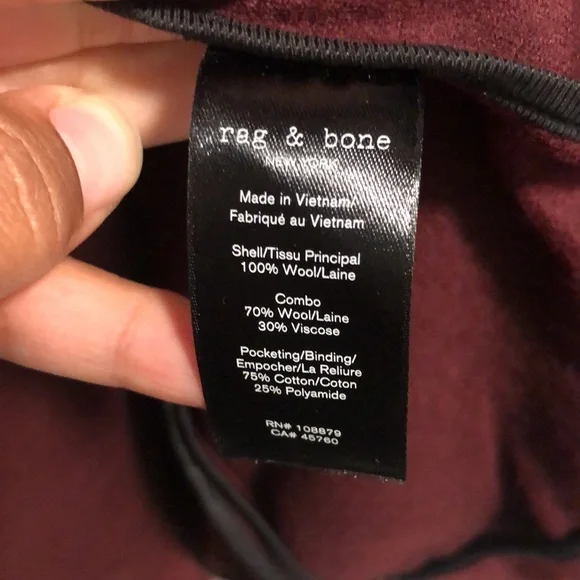 rag & bone
NEW YORK
Made in Vietnam/
Fabriqué au Vietnam
Shell/Tissu Principal
100% Wool/Laine
Combo
70% Wool/Laine
30% Viscose
Pocketing/Binding/
Empocher/La Reliure
75% Cotton/Coton
25% Polyamide
RN# 108879
CA# 45760